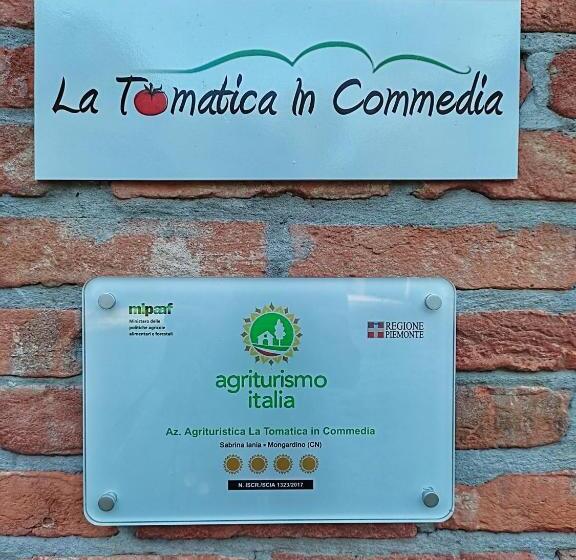 La Tomatica In Commedia
mipaaf
Ministero delle
politiche agricole
alimentari e forestali
REGIONE
PIEMONTE
agriturismo
italia
Az. Agrituristica La Tomatica in Commedia
Sabrina Iania • Mongardino (CN)
N. ISCR./SCIA 1323/2017